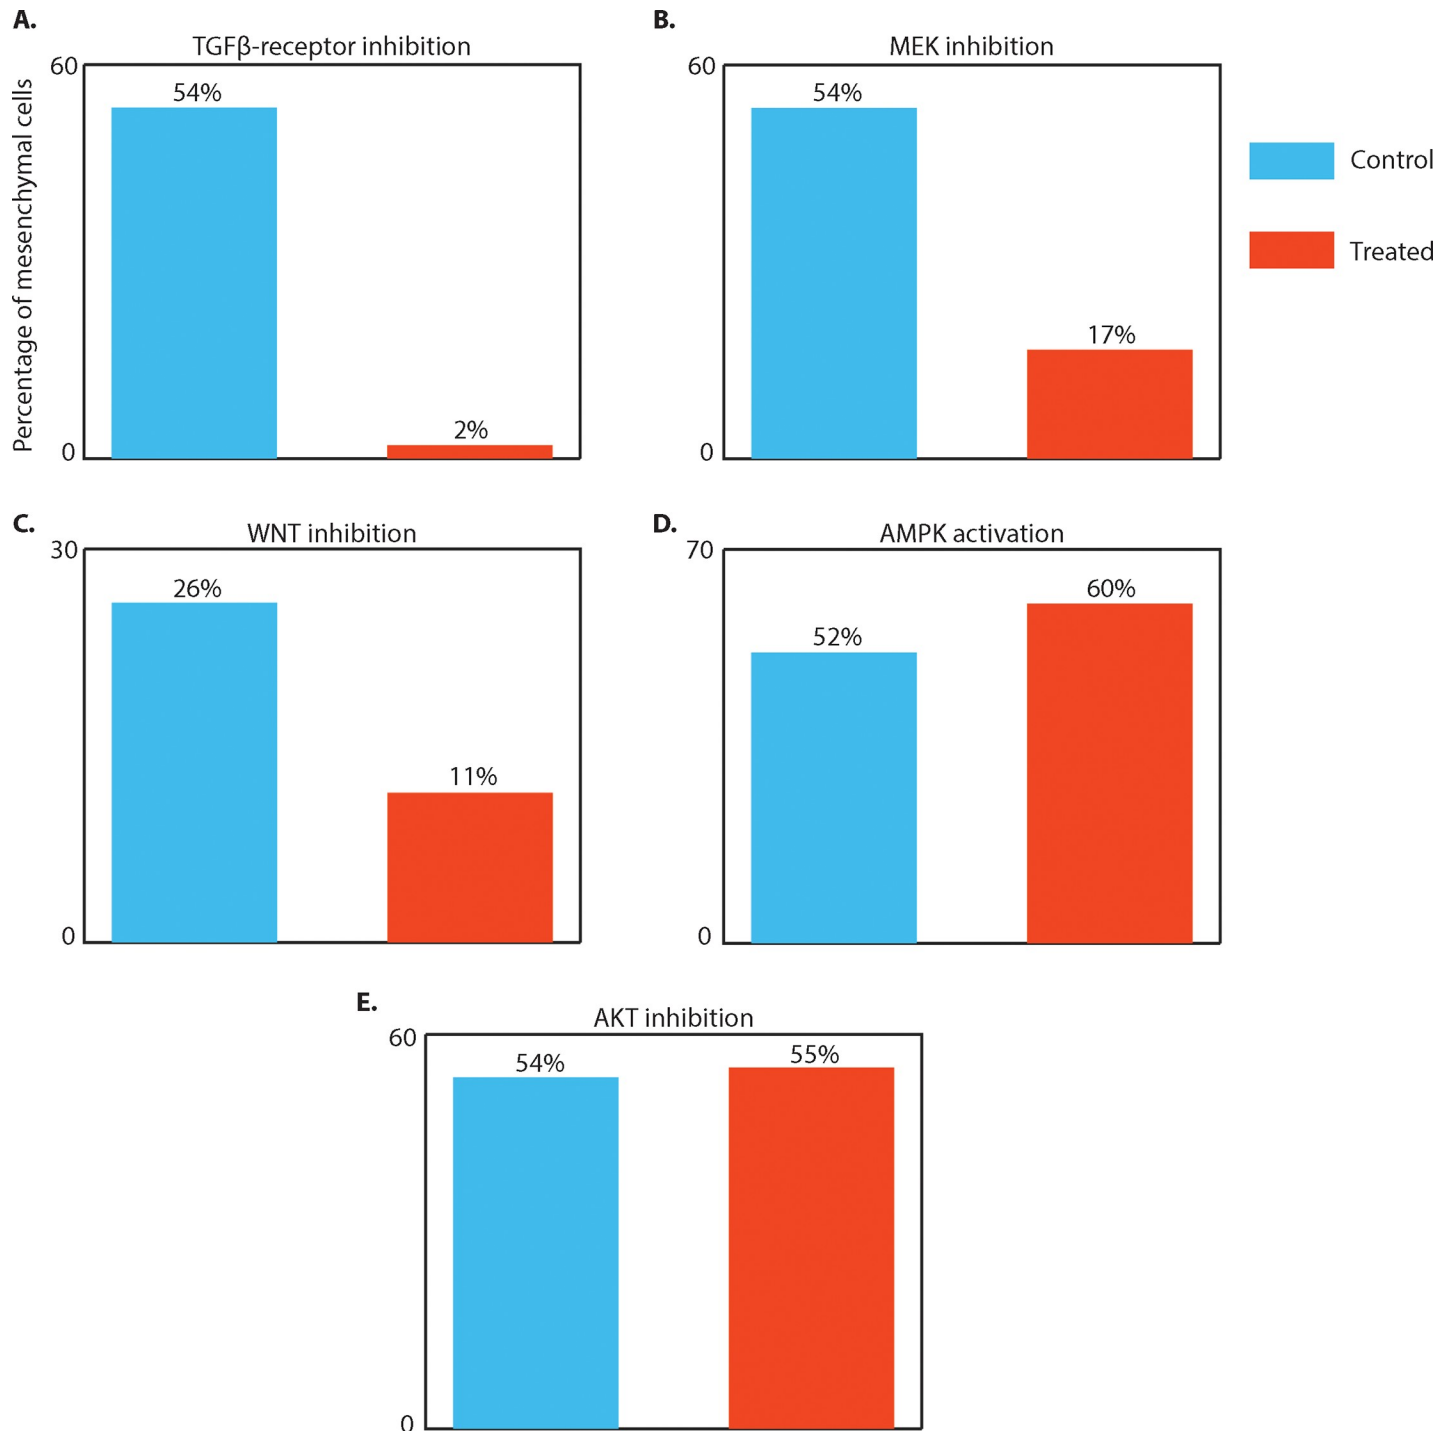 A.
TGFβ-receptor inhibition
60
54%
2%
0
Percentage of mesenchymal cells
B.
MEK inhibition
60
54%
17%
0
Control
Treated
C.
WNT inhibition
30
26%
11%
0
D.
AMPK activation
70
52%
60%
0
E.
AKT inhibition
60
54%
55%
0